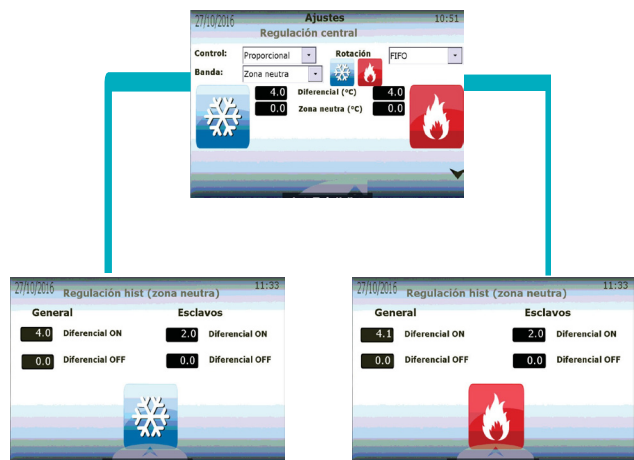 27/10/2016 Ajustes 10:51
Regulación central
Control: Proporcional Rotación FIFO
Banda: Zona neutra
4.0 Diferencial (ºC) 4.0
0.0 Zona neutra (ºC) 0.0
27/10/2016 11:33
Regulación hist (zona neutra)
General Esclavos
4.0 Diferencial ON 2.0 Diferencial ON
0.0 Diferencial OFF 0.0 Diferencial OFF
27/10/2016 11:33
Regulación hist (zona neutra)
General Esclavos
4.1 Diferencial ON 2.0 Diferencial ON
0.0 Diferencial OFF 0.0 Diferencial OFF